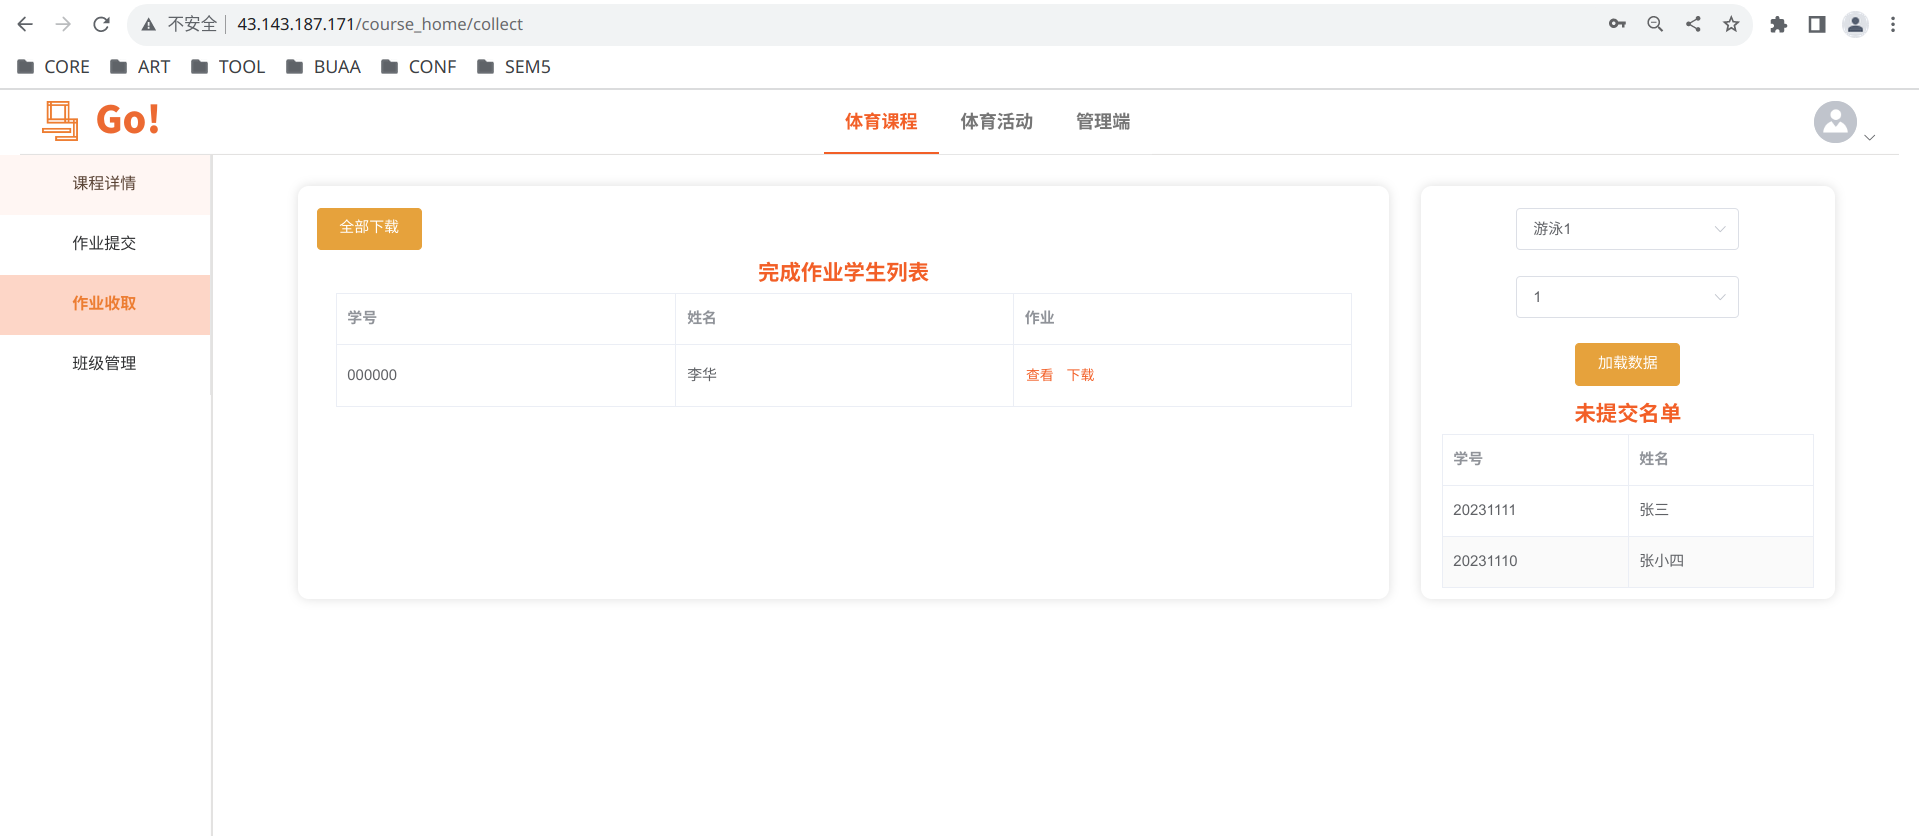 不安全 43.143.187.171/course_home/collect
CORE ART TOOL BUAA CONF SEM5
Go! 体育课程 体育活动 管理端
课程详情
作业提交
作业收取
班级管理
全部下载
完成作业学生列表
学号 姓名 作业
000000 李华 查看 下载
游泳1
1
加载数据
未提交名单
学号 姓名
20231111 张三
20231110 张小四